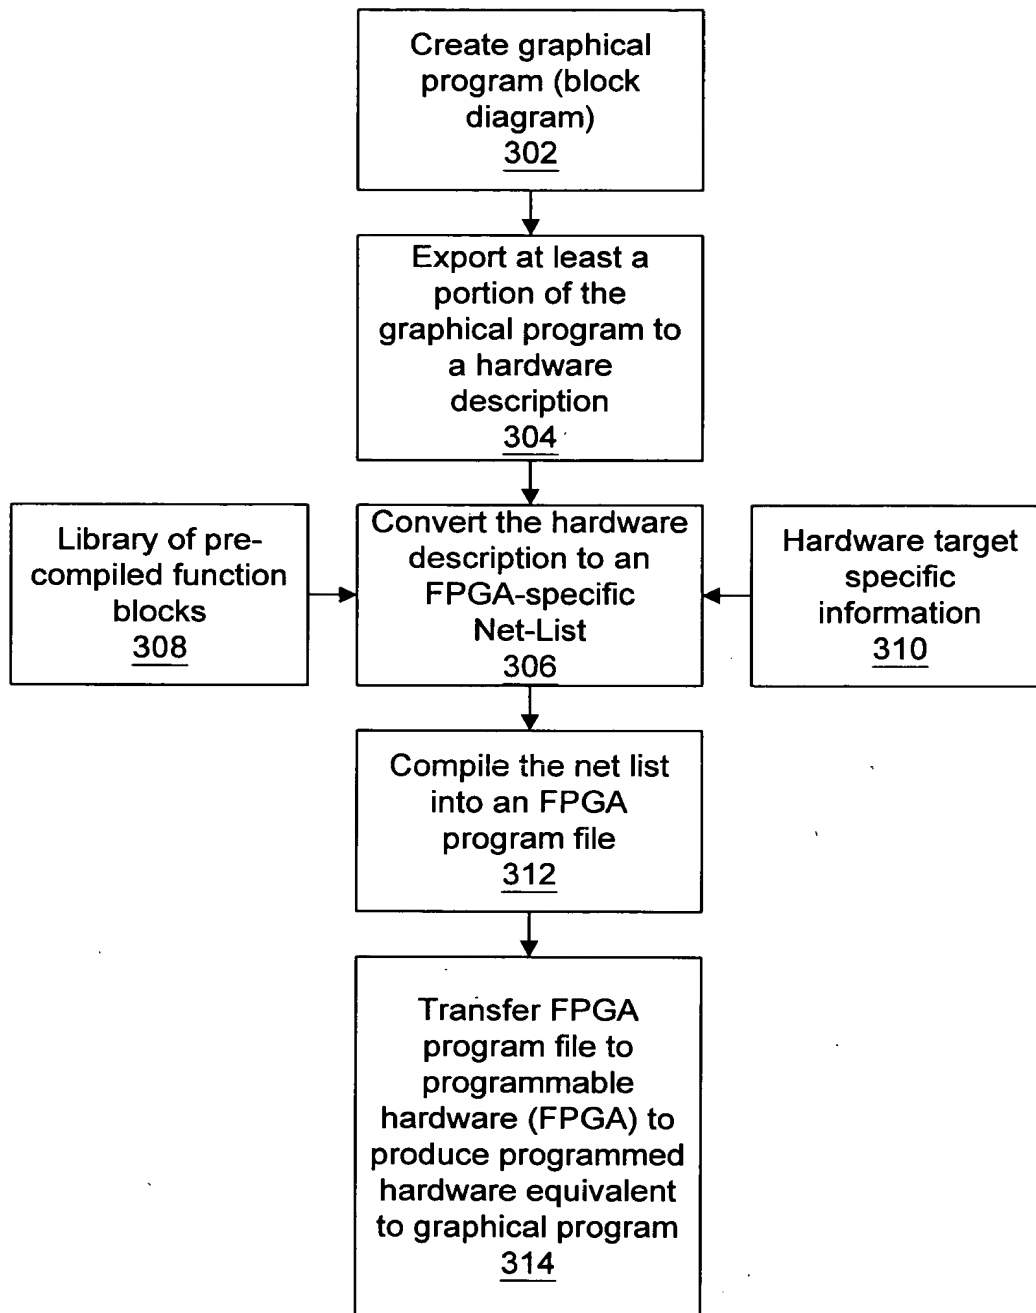 Create graphical
program (block
diagram)
302
Export at least a
portion of the
graphical program to
a hardware
description
304
Library of pre-
compiled function
blocks
308
Convert the hardware
description to an
FPGA-specific
Net-List
306
Hardware target
specific
information
310
Compile the net list
into an FPGA
program file
312
Transfer FPGA
program file to
programmable
hardware (FPGA) to
produce programmed
hardware equivalent
to graphical program
314